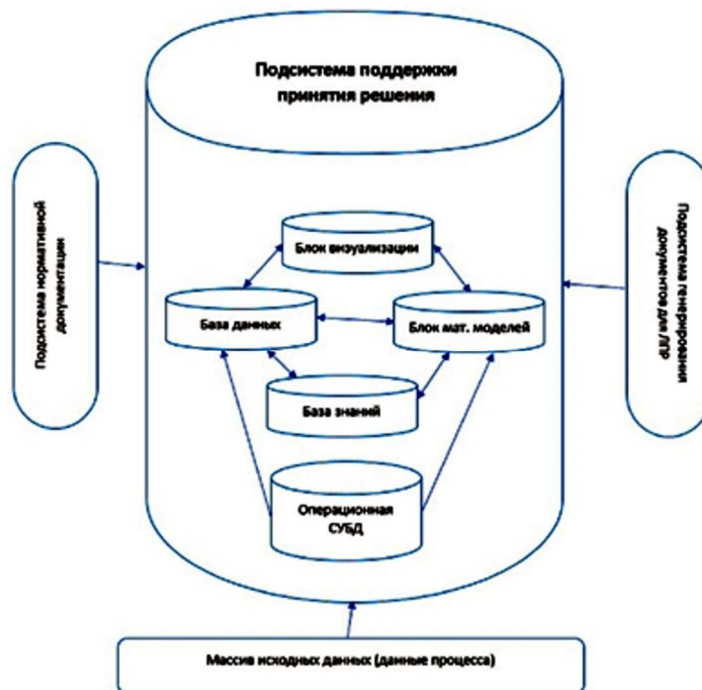 Подсистема поддержки
принятия решения
Подсистема нормативной
документации
Блок визуализации
База данных
Блок мат. моделей
База знаний
Операционная
СУБД
Подсистема генерирования
документов для ЛПР
Массив исходных данных (данные процесса)